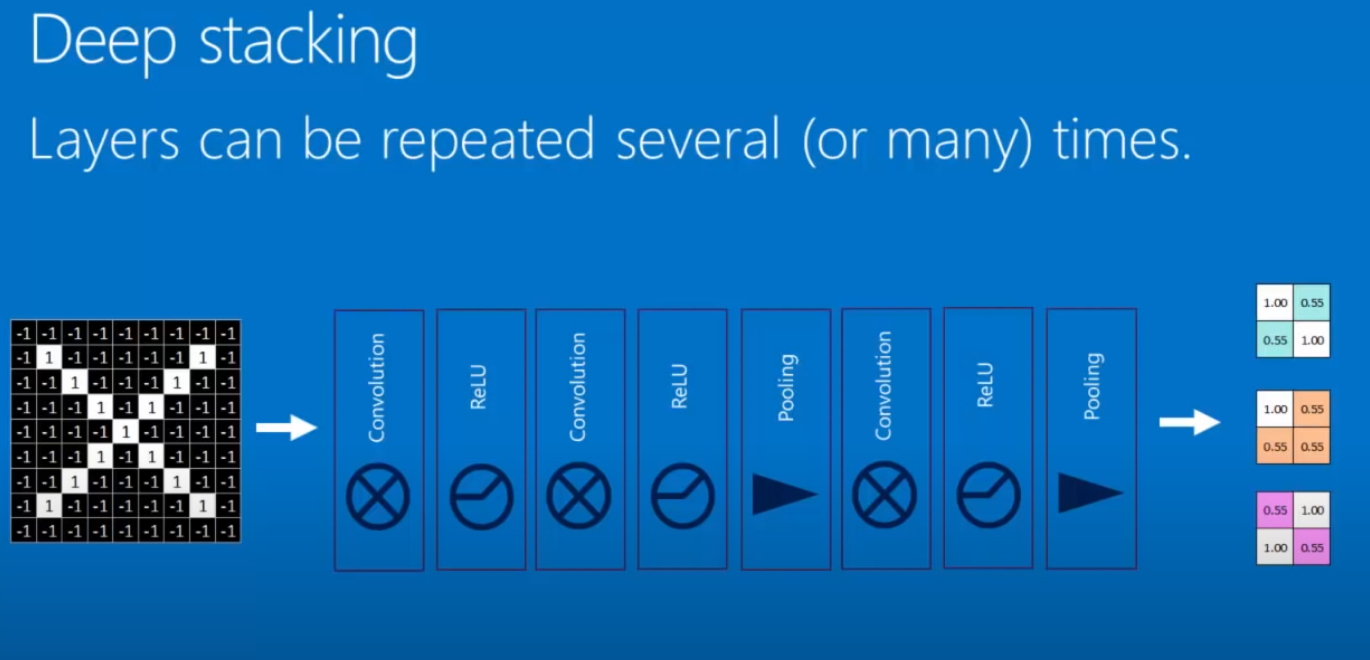 Deep stacking
Layers can be repeated several (or many) times.
-1 -1 -1 -1 -1 -1 -1 -1 -1
-1 1 -1 -1 -1 -1 -1 1 -1
-1 -1 1 -1 -1 -1 1 -1 -1
-1 -1 -1 1 -1 1 -1 -1 -1
-1 -1 -1 -1 1 -1 -1 -1 -1
-1 -1 -1 1 -1 1 -1 -1 -1
-1 -1 1 -1 -1 -1 1 -1 -1
-1 1 -1 -1 -1 -1 -1 1 -1
-1 -1 -1 -1 -1 -1 -1 -1 -1
Convolution
ReLU
Convolution
ReLU
Pooling
Convolution
ReLU
Pooling
1.00 0.55
0.55 1.00
1.00 0.55
0.55 0.55
0.55 1.00
1.00 0.55